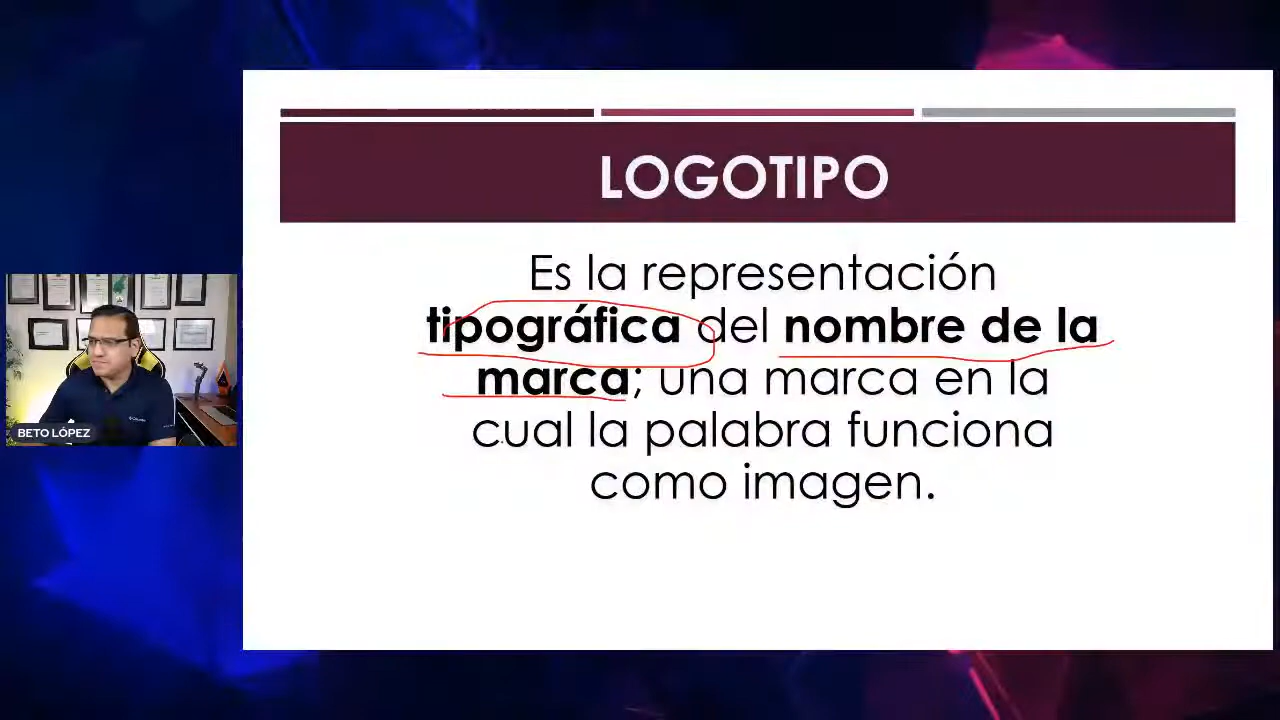 LOGOTIPO
Es la representación
tipográfica del nombre de la
marca; una marca en la
cual la palabra funciona
como imagen.
BETO LÓPEZ